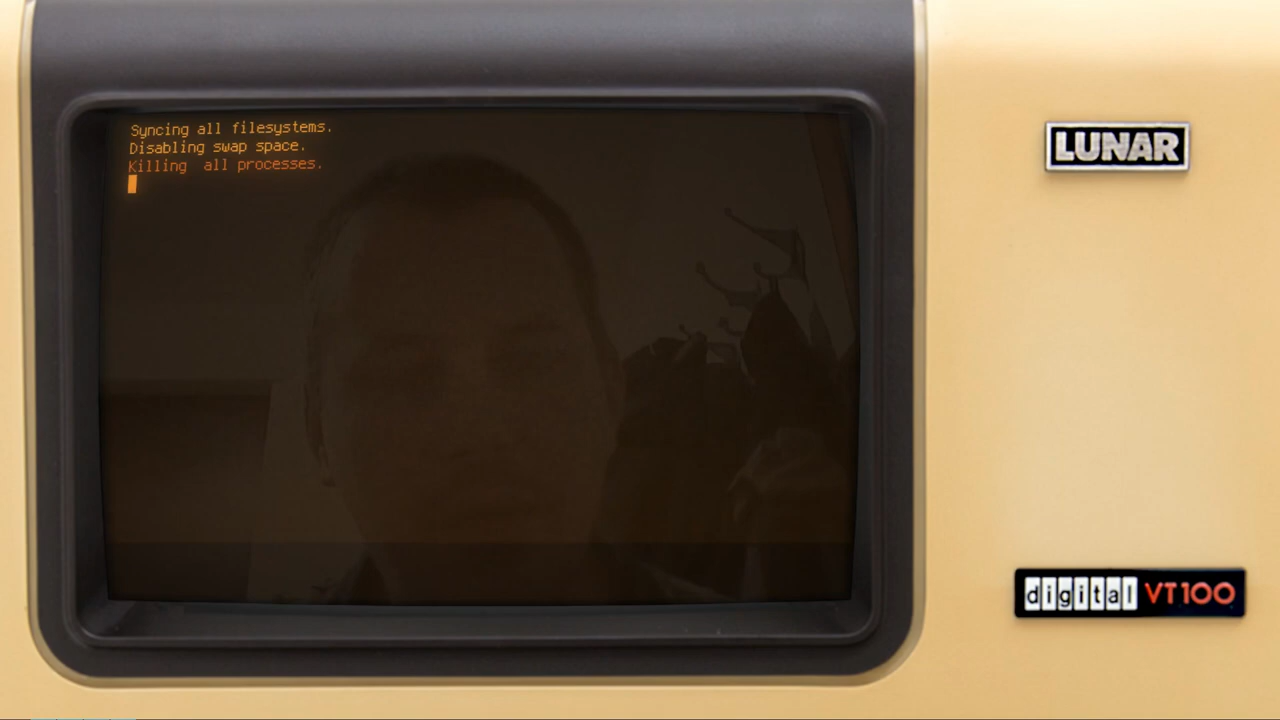 Syncing all filesystems.
Disabling swap space.
Killing  all processes.
LUNAR
digital VT100